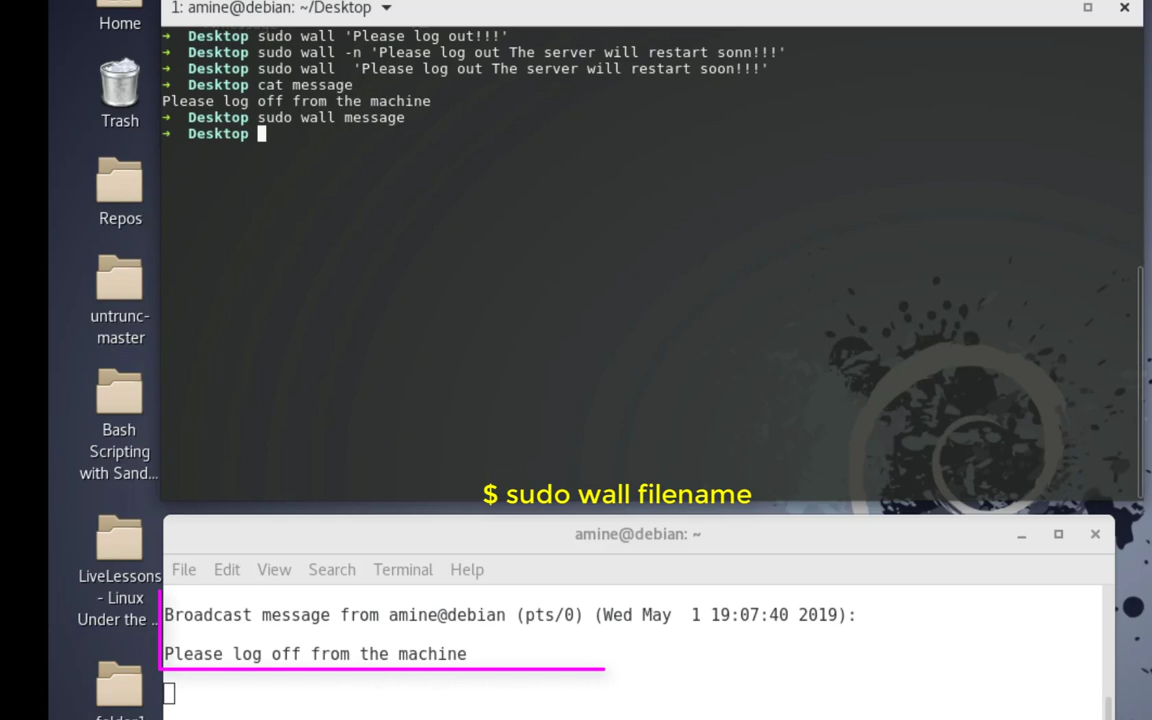 Home
Trash
Repos
untrunc-
master
Bash
Scripting
with Sand...
LiveLessons
- Linux
Under the ...
1: amine@debian: ~/Desktop
➜ Desktop sudo wall 'Please log out!!!'
➜ Desktop sudo wall -n 'Please log out The server will restart sonn!!!'
➜ Desktop sudo wall  'Please log out The server will restart soon!!!'
➜ Desktop cat message
Please log off from the machine
➜ Desktop sudo wall message
➜ Desktop
$ sudo wall filename
amine@debian: ~
File Edit View Search Terminal Help
Broadcast message from amine@debian (pts/0) (Wed May  1 19:07:40 2019):
Please log off from the machine